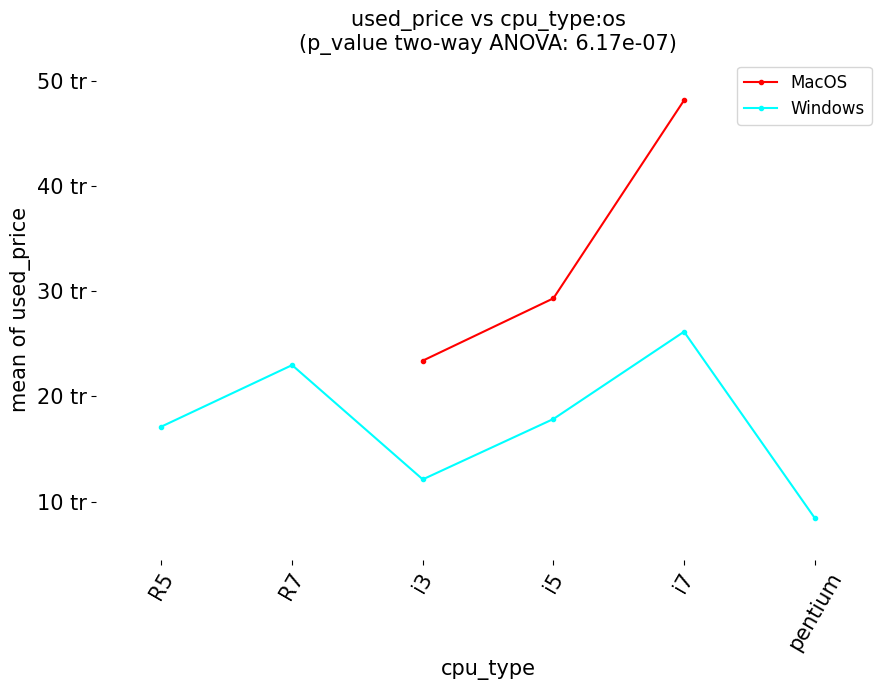 used_price vs cpu_type:os
(p_value two-way ANOVA: 6.17e-07)
MacOS
Windows
50 tr
40 tr
30 tr
20 tr
10 tr
mean of used_price
R5
R7
i3
i5
i7
pentium
cpu_type